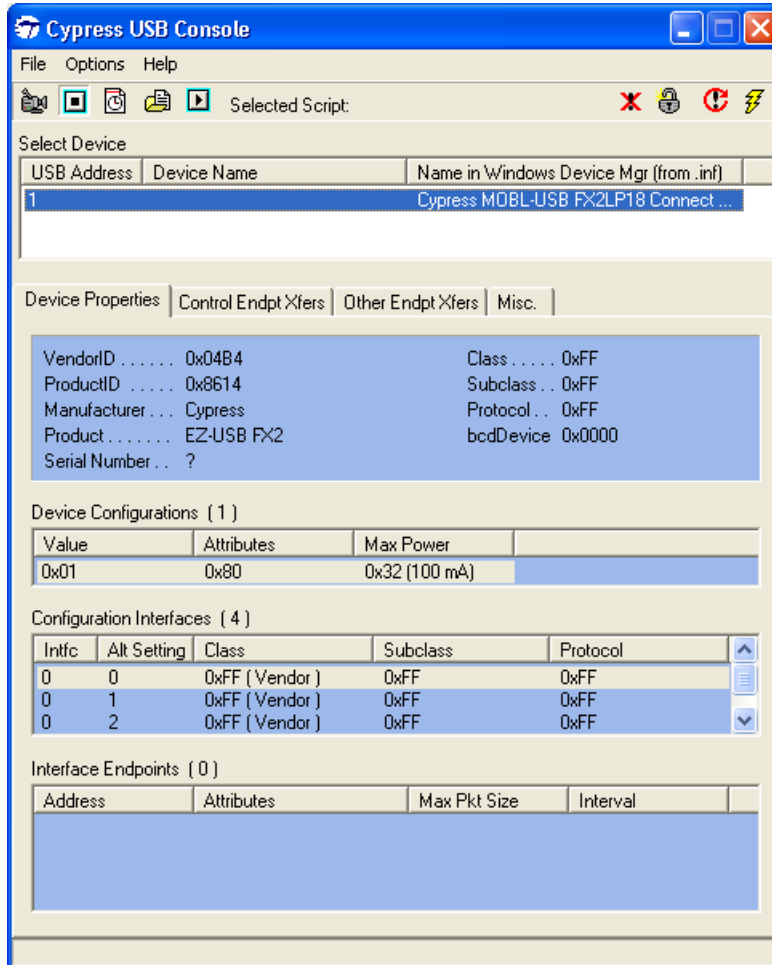 Cypress USB Console
File Options Help
Selected Script:
Select Device
USB Address Device Name Name in Windows Device Mgr (from .inf)
1 Cypress MOBL-USB FX2LP18 Connect ...
Device Properties Control Endpt Xfers Other Endpt Xfers Misc.
VendorID . . . . . . 0x04B4 Class . . . . . 0xFF
ProductID . . . . . 0x8614 Subclass . . 0xFF
Manufacturer . . . Cypress Protocol . . 0xFF
Product . . . . . . . EZ-USB FX2 bcdDevice 0x0000
Serial Number . . ?
Device Configurations ( 1 )
Value Attributes Max Power
0x01 0x80 0x32 (100 mA)
Configuration Interfaces ( 4 )
Intfc Alt Setting Class Subclass Protocol
0 0 0xFF ( Vendor ) 0xFF 0xFF
0 1 0xFF ( Vendor ) 0xFF 0xFF
0 2 0xFF ( Vendor ) 0xFF 0xFF
Interface Endpoints ( 0 )
Address Attributes Max Pkt Size Interval